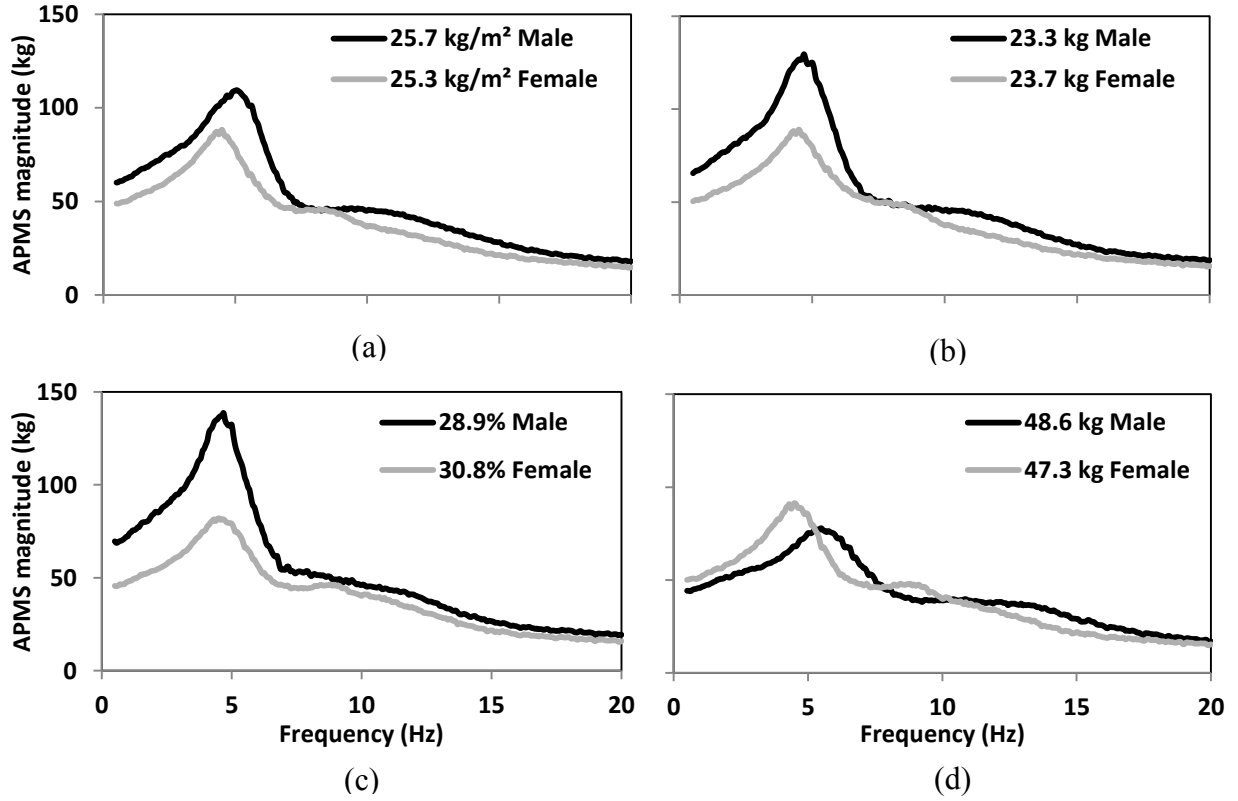 150
100
50
0
APMS magnitude (kg)
25.7 kg/m² Male
25.3 kg/m² Female
(a)
23.3 kg Male
23.7 kg Female
(b)
150
100
50
0
APMS magnitude (kg)
28.9% Male
30.8% Female
0 5 10 15 20
Frequency (Hz)
(c)
48.6 kg Male
47.3 kg Female
0 5 10 15 20
Frequency (Hz)
(d)